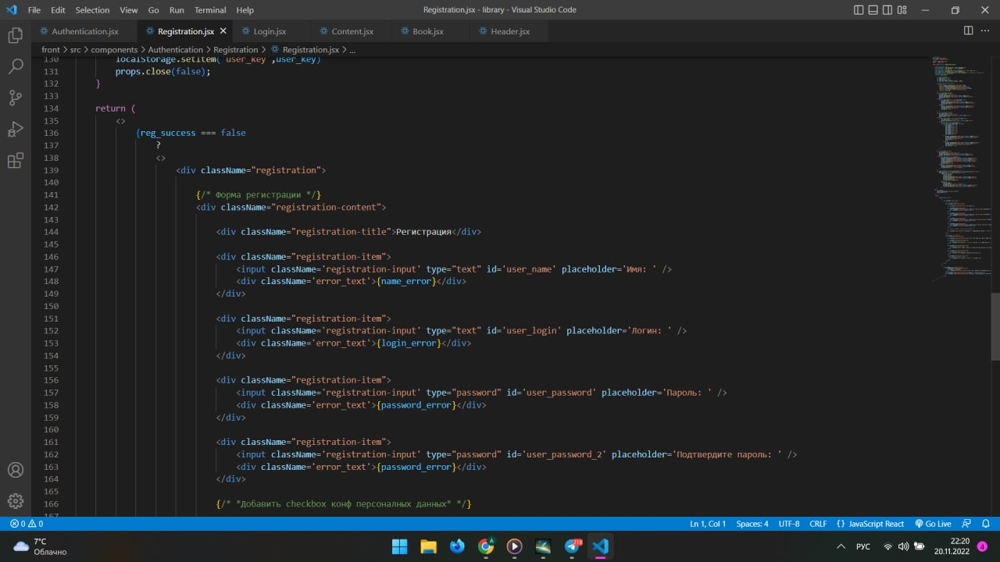 File Edit Selection View Go Run Terminal Help
Registration.jsx - library - Visual Studio Code
Authentication.jsx Registration.jsx Login.jsx Content.jsx Book.jsx Header.jsx
front > src > components > Authentication > Registration > Registration.jsx > ...
130 localStorage.setItem('user_key',user_key)
131 props.close(false);
132 }
133
134 return (
135 <>
136 {reg_success === false
137 ?
138 <>
139 <div className="registration">
140
141 {/* Форма регистрации */}
142 <div className="registration-content">
143
144 <div className="registration-title">Регистрация</div>
145
146 <div className="registration-item">
147 <input className='registration-input' type="text" id='user_name' placeholder='Имя: ' />
148 <div className='error_text'>{name_error}</div>
149 </div>
150
151 <div className="registration-item">
152 <input className='registration-input' type="text" id='user_login' placeholder='Логин: ' />
153 <div className='error_text'>{login_error}</div>
154 </div>
155
156 <div className="registration-item">
157 <input className='registration-input' type="password" id='user_password' placeholder='Пароль: ' />
158 <div className='error_text'>{password_error}</div>
159 </div>
160
161 <div className="registration-item">
162 <input className='registration-input' type="password" id='user_password_2' placeholder='Подтвердите пароль: ' />
163 <div className='error_text'>{password_error}</div>
164 </div>
165
166 {/* *Добавить checkbox конф персоналных данных* */}
167
0 0 Ln 1, Col 1 Spaces: 4 UTF-8 CRLF {} JavaScript React Go Live
7°C
Облачно
218
РУС
22:20
20.11.2022
4